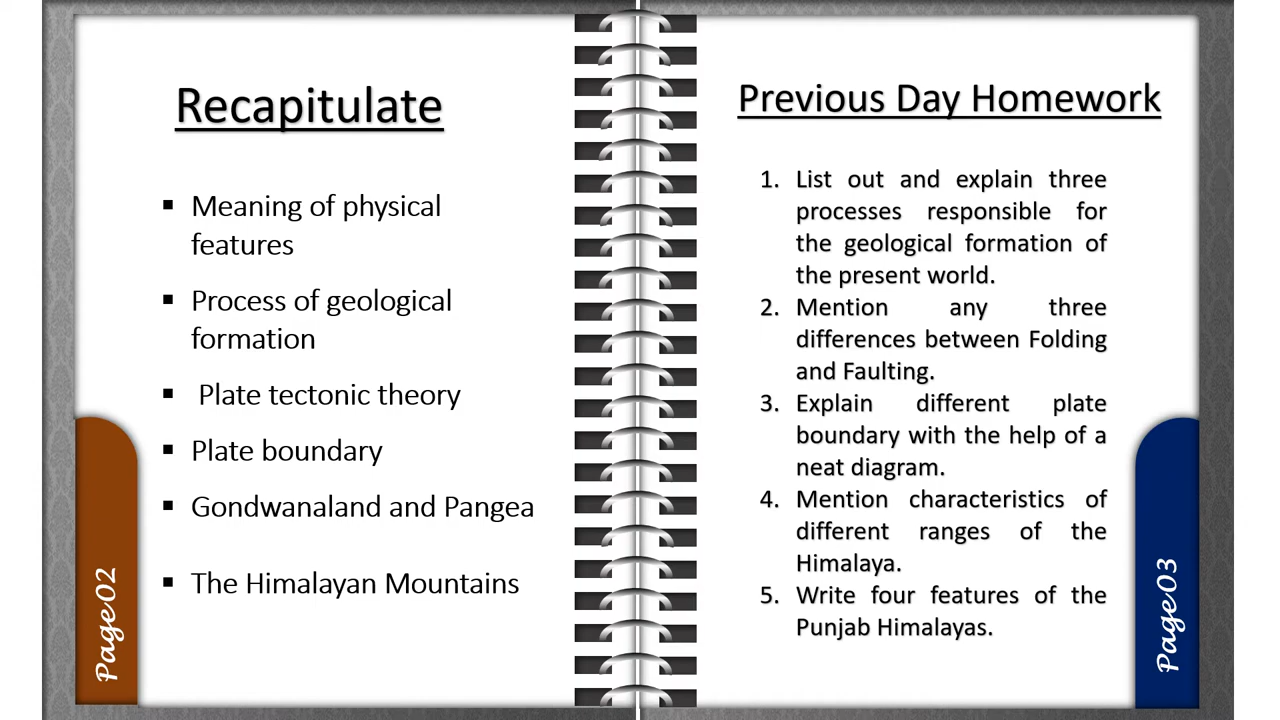 Recapitulate
▪ Meaning of physical
features
▪ Process of geological
formation
▪ Plate tectonic theory
▪ Plate boundary
▪ Gondwanaland and Pangea
▪ The Himalayan Mountains
Page02
Previous Day Homework
1. List out and explain three
processes responsible for
the geological formation of
the present world.
2. Mention any three
differences between Folding
and Faulting.
3. Explain different plate
boundary with the help of a
neat diagram.
4. Mention characteristics of
different ranges of the
Himalaya.
5. Write four features of the
Punjab Himalayas.
Page03